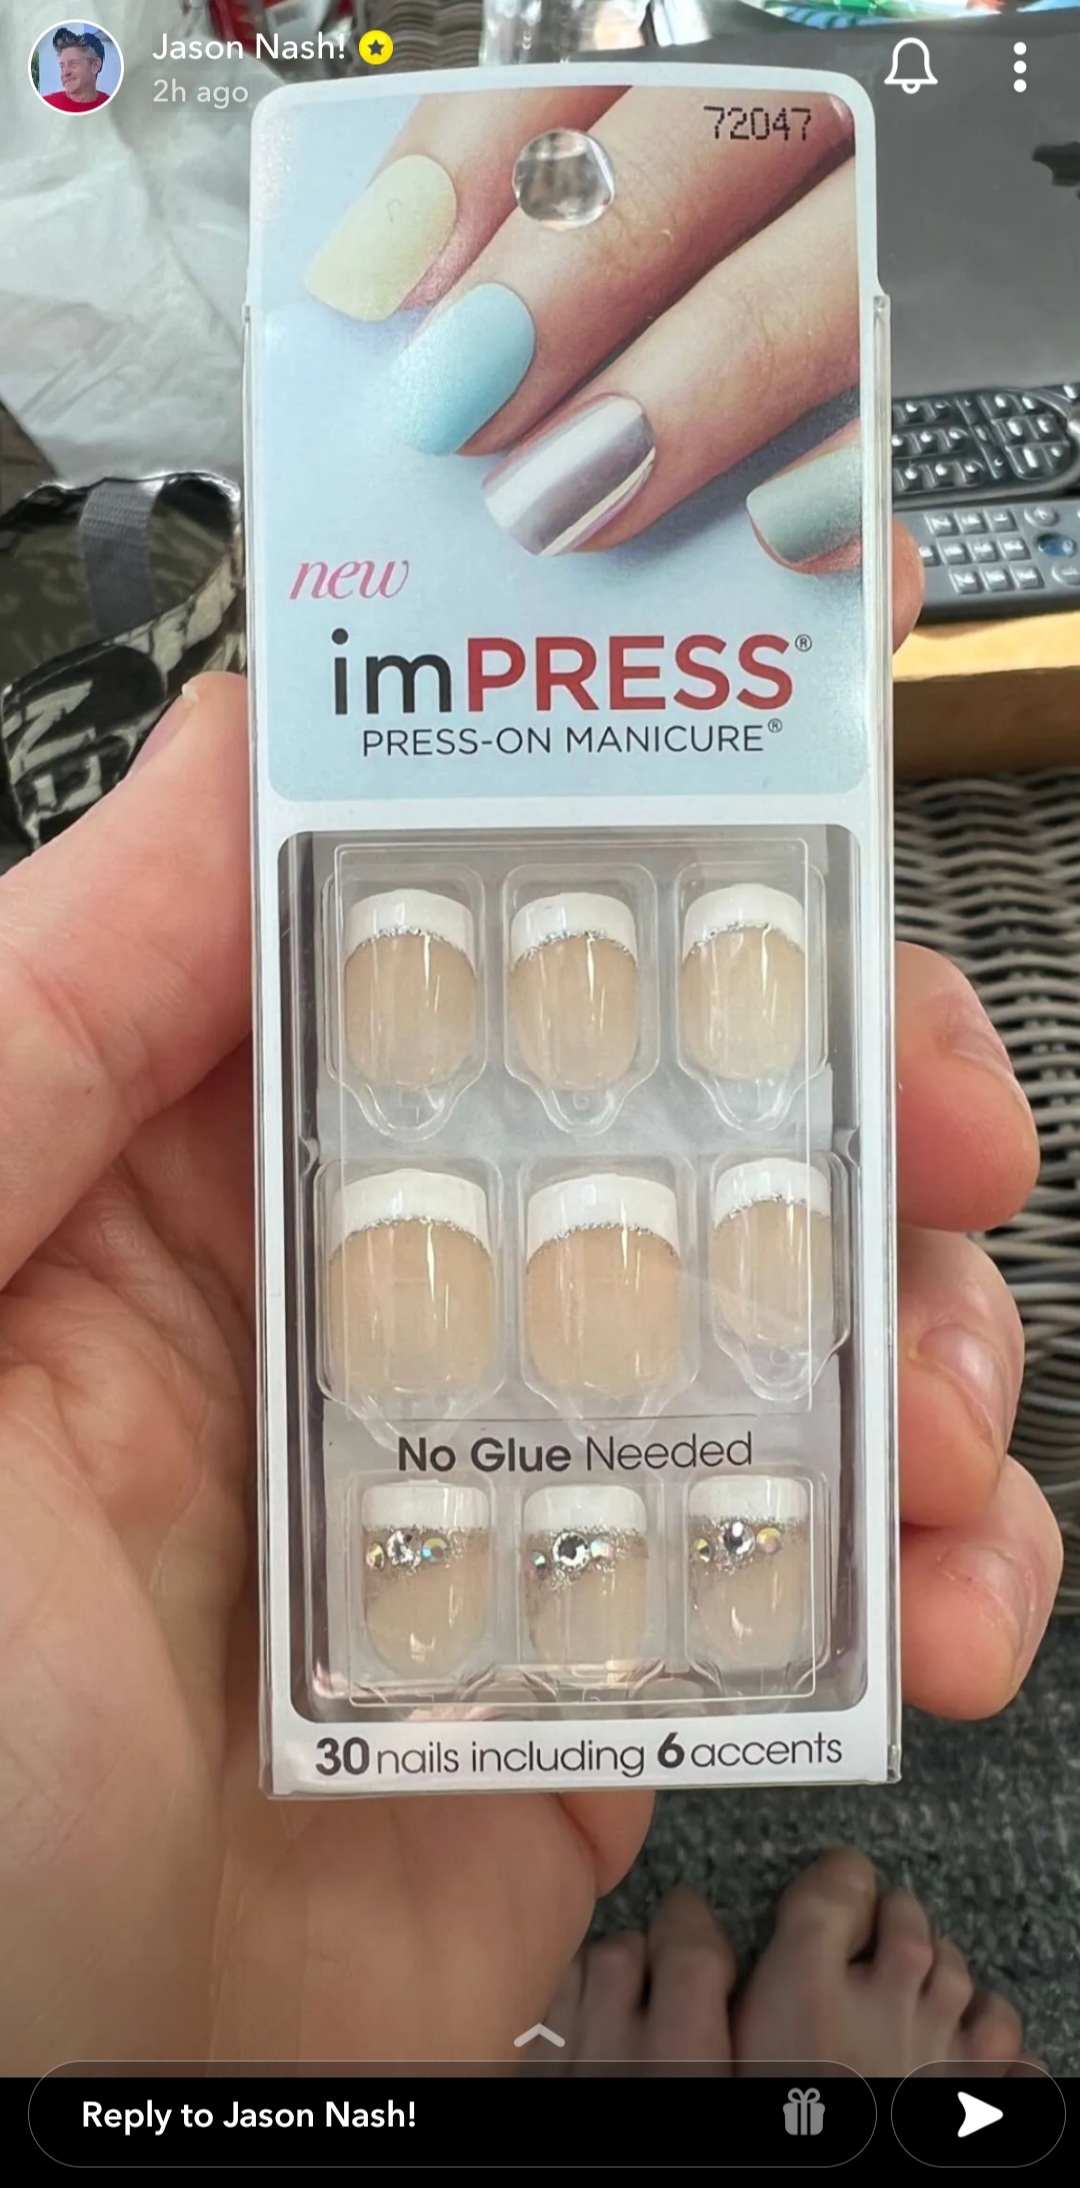 Jason Nash!
2h ago
72047
new
imPRESS®
PRESS-ON MANICURE®
No Glue Needed
30 nails including 6 accents
Reply to Jason Nash!